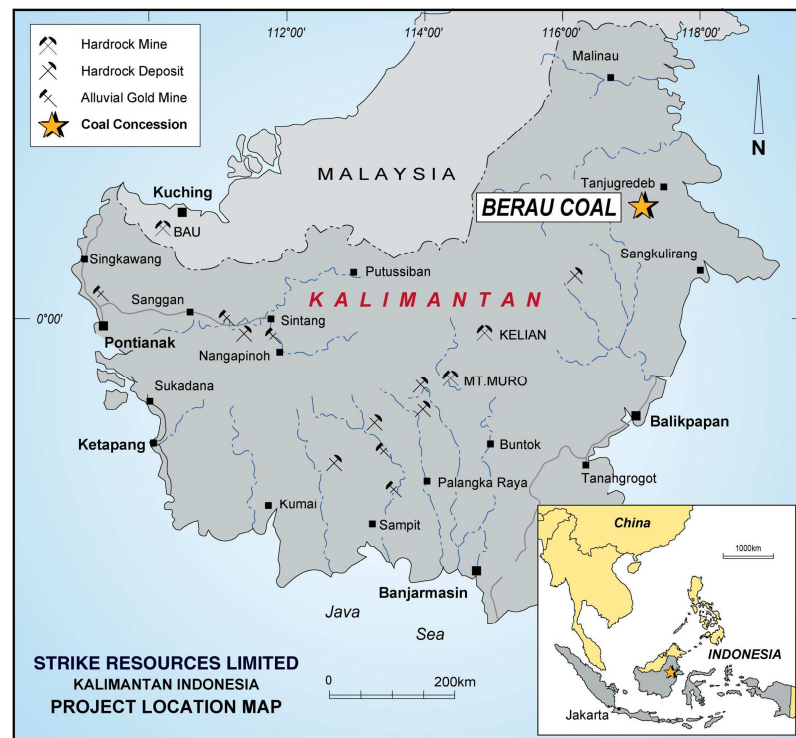 112°00'
114°00'
116°00'
118°00'
Hardrock Mine
Hardrock Deposit
Alluvial Gold Mine
Coal Concession
Malinau
N
MALAYSIA
Kuching
BAU
Tanjugredeb
BERAU COAL
Singkawang
Putussiban
Sangkulirang
KALIMANTAN
Sanggan
Sintang
0°00'
Pontianak
Nangapinoh
KELIAN
Sukadana
MT.MURO
Balikpapan
Ketapang
Buntok
Tanahgrogot
Palangka Raya
Kumai
Sampit
Banjarmasin
Java
Sea
STRIKE RESOURCES LIMITED
KALIMANTAN INDONESIA
PROJECT LOCATION MAP
0
200km
China
1000km
INDONESIA
Jakarta